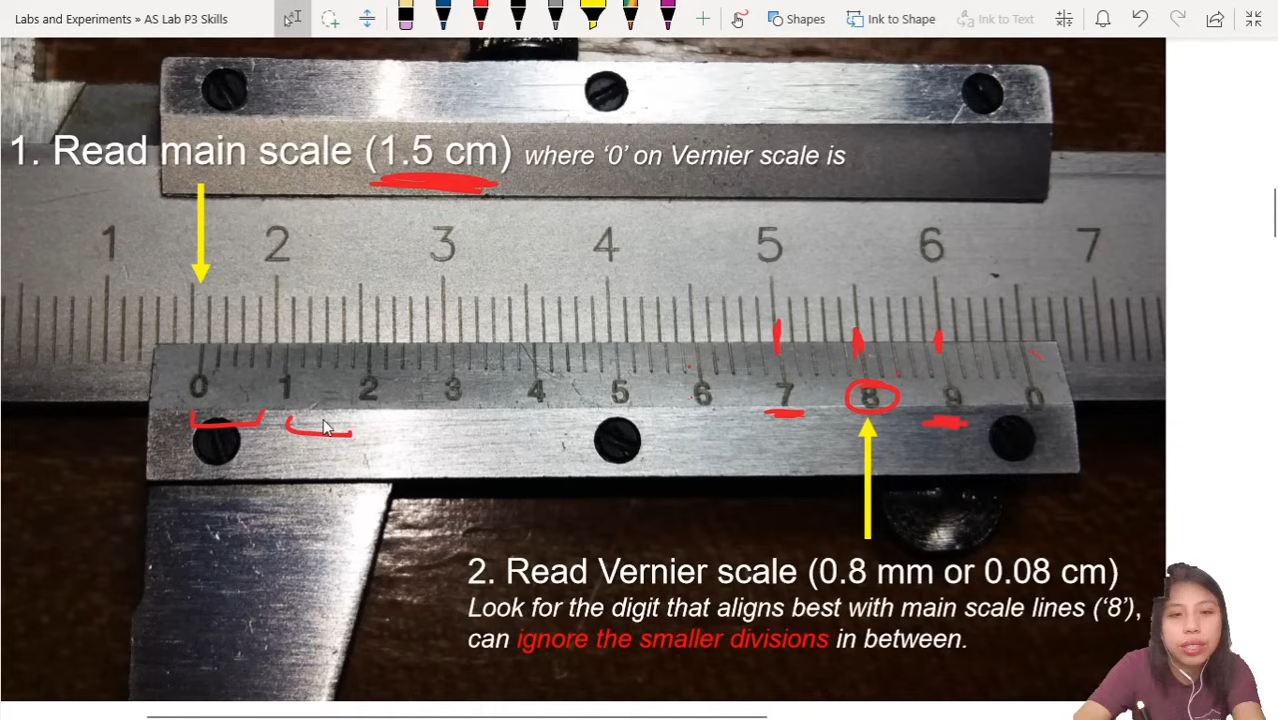 Labs and Experiments » AS Lab P3 Skills
Shapes
Ink to Shape
Ink to Text
1. Read main scale (1.5 cm) where ‘0’ on Vernier scale is
1 2 3 4 5 6 7
0 1 2 3 4 5 6 7 8 9 0
2. Read Vernier scale (0.8 mm or 0.08 cm)
Look for the digit that aligns best with main scale lines (‘8’),
can ignore the smaller divisions in between.